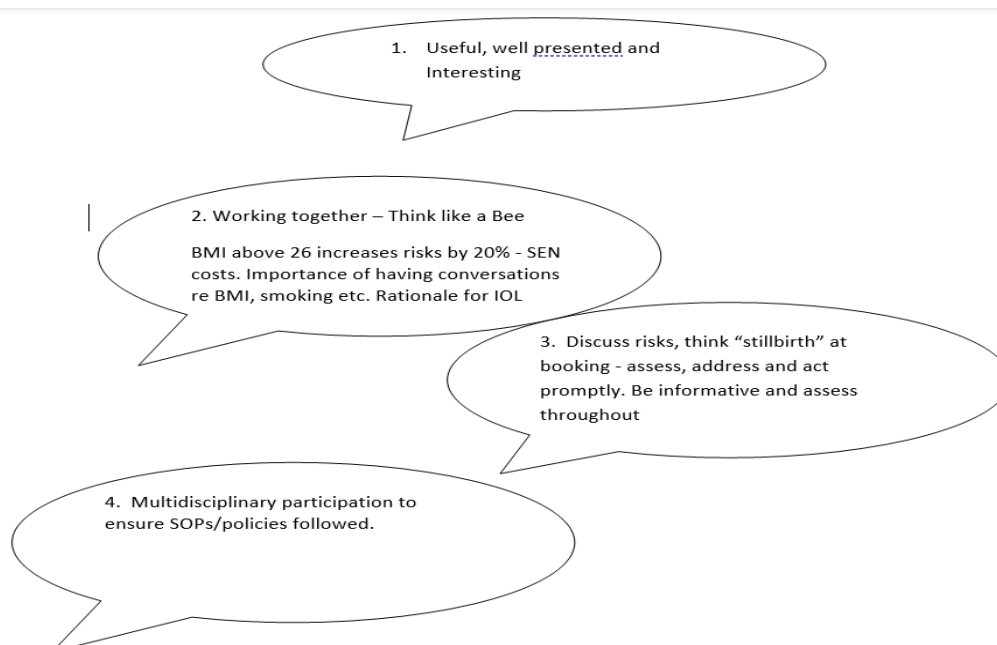 1. Useful, well presented and
Interesting
2. Working together – Think like a Bee
BMI above 26 increases risks by 20% - SEN
costs. Importance of having conversations
re BMI, smoking etc. Rationale for IOL
3. Discuss risks, think “stillbirth” at
booking - assess, address and act
promptly. Be informative and assess
throughout
4. Multidisciplinary participation to
ensure SOPs/policies followed.